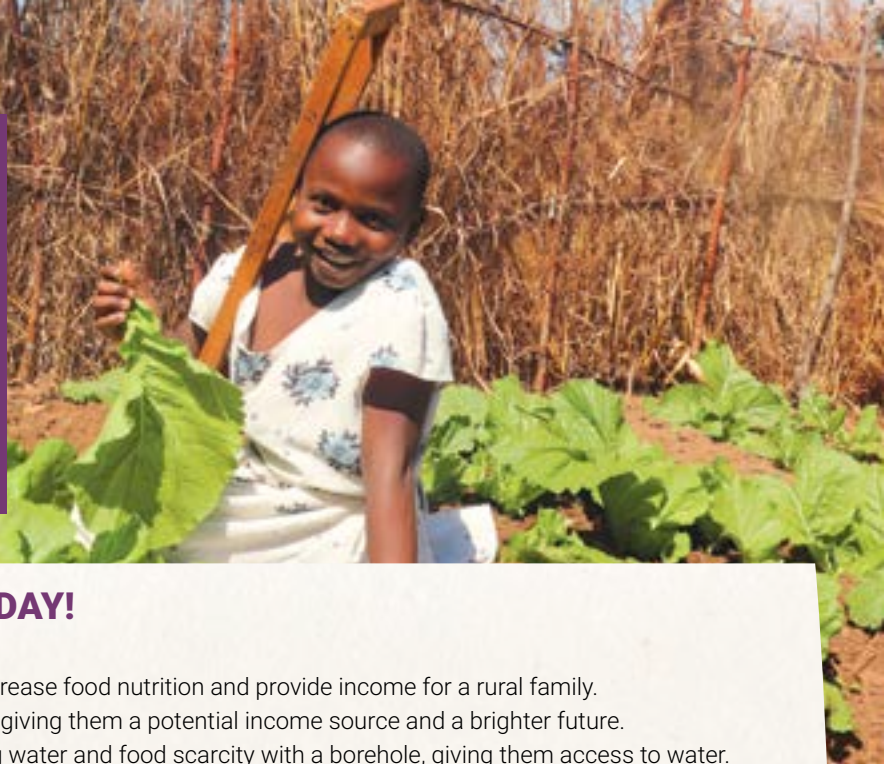 DAY!
rease food nutrition and provide income for a rural family.
giving them a potential income source and a brighter future.
water and food scarcity with a borehole, giving them access to water.